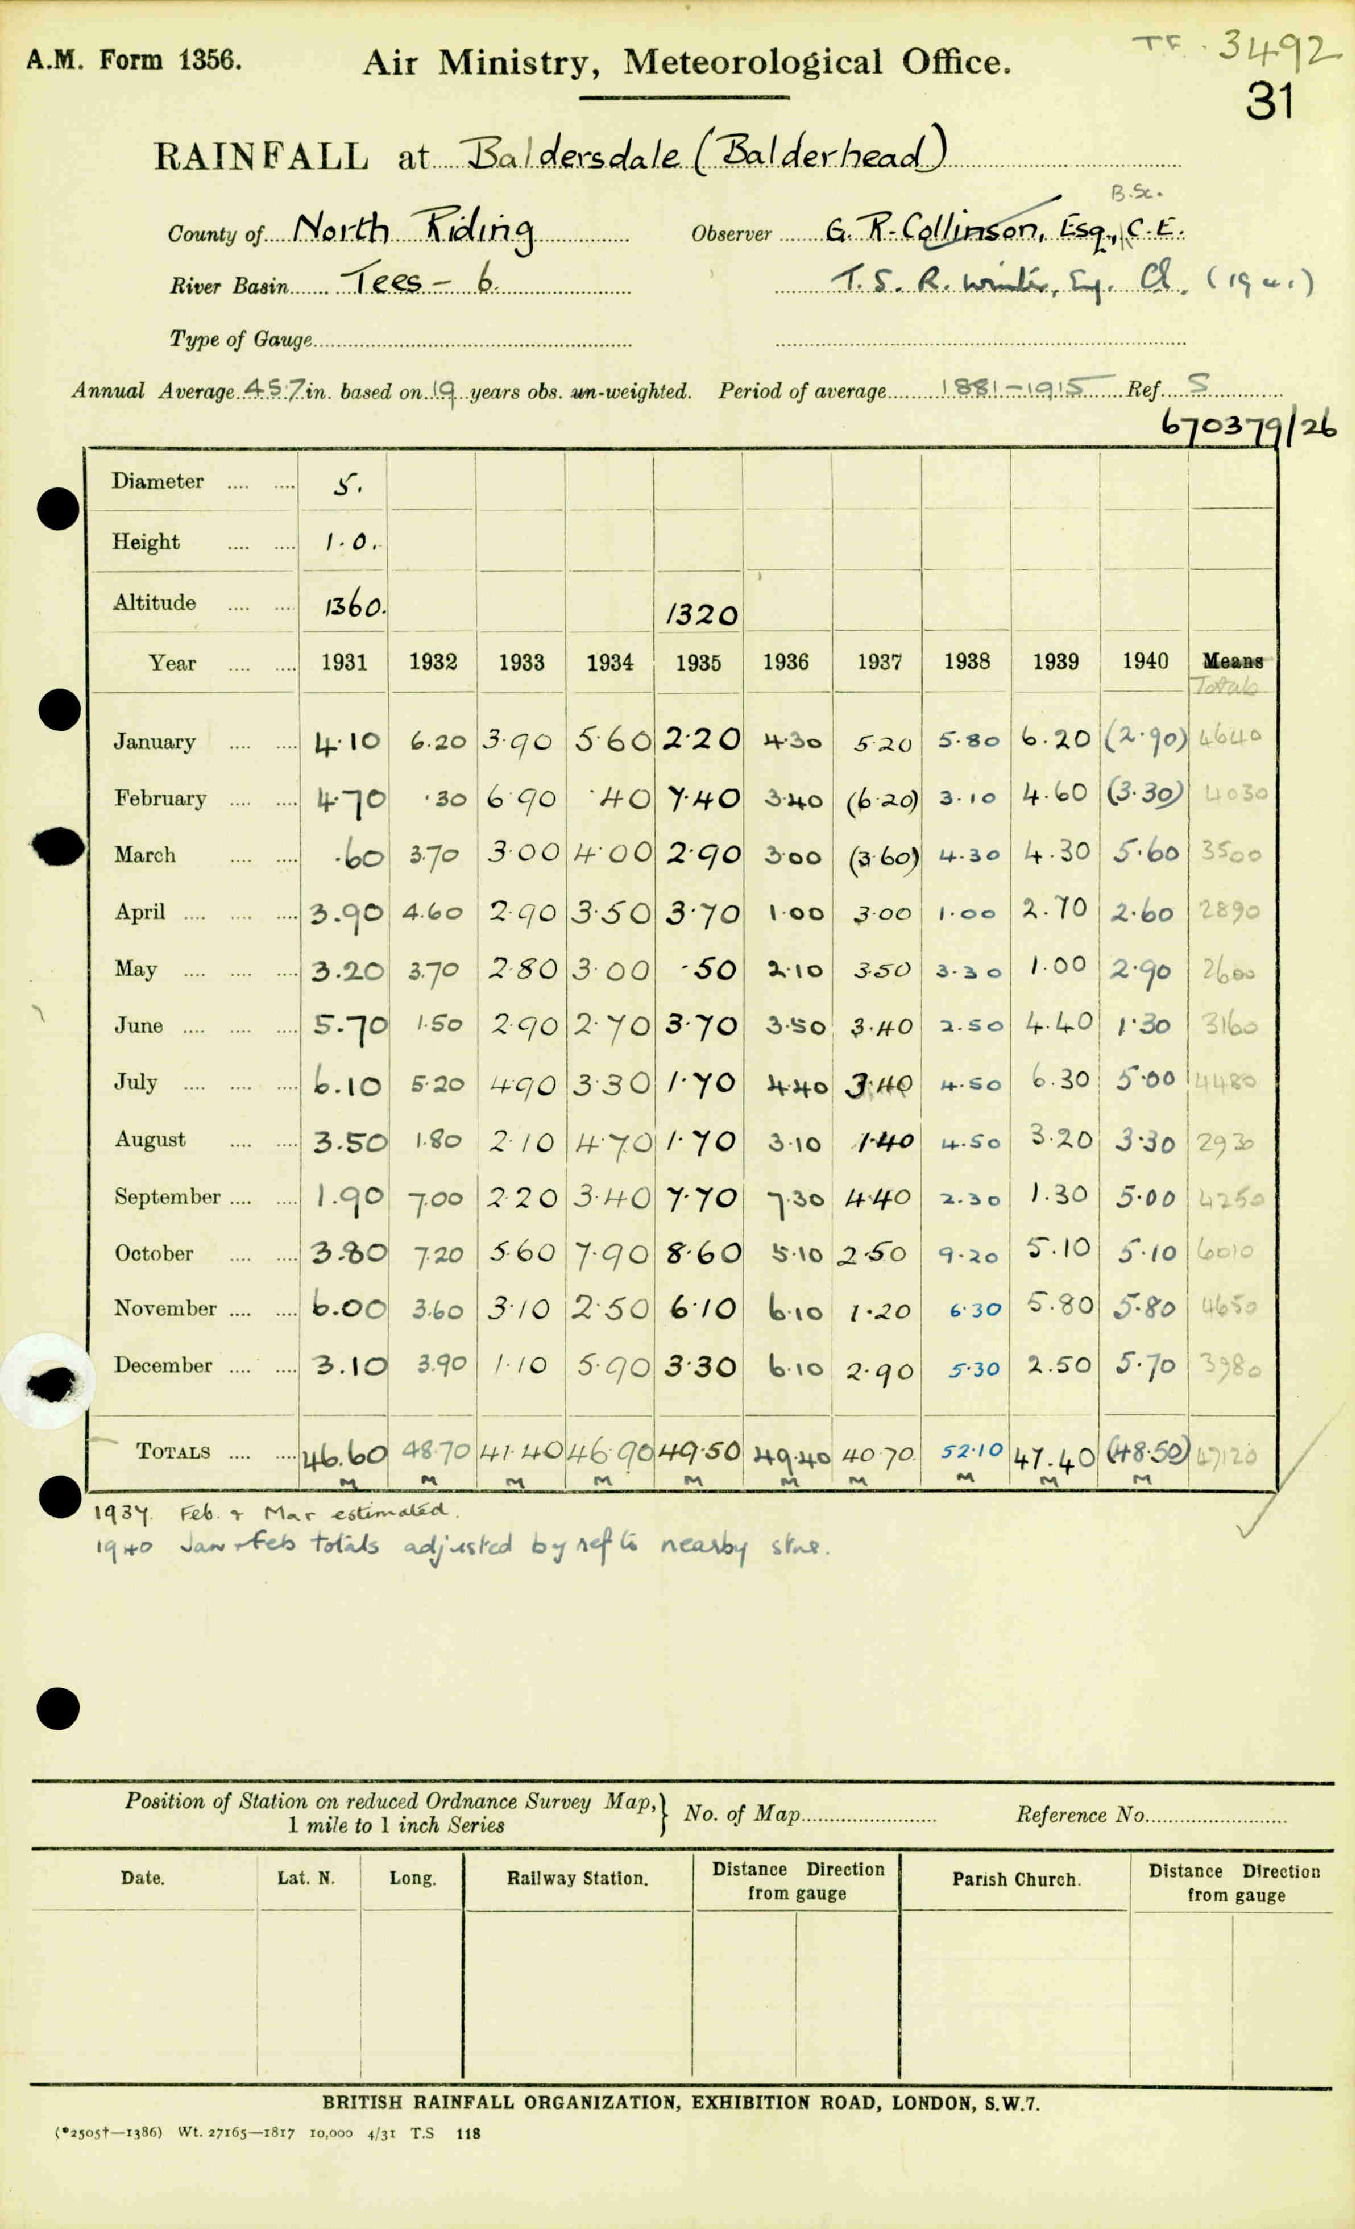 TF. 3492
A.M. Form 1356. Air Ministry, Meteorological Office.
31
RAINFALL at Baldersdale (Balderhead)
B.Sc.
County of North Riding Observer G. R. Collinson, Esq., C.E.
River Basin Tees - 6. T. S. R. Winter, Esq. (1941)
Type of Gauge
Annual Average 45.7 in. based on 19 years obs. un-weighted. Period of average 1881-1915 Ref. S
670379/26
Diameter 5.
Height 1.0.
Altitude 1360. 1320
Year 1931 1932 1933 1934 1935 1936 1937 1938 1939 1940 Means
Totals
January 4.10 6.20 3.90 5.60 2.20 4.30 5.20 5.80 6.20 (2.90) 4640
February 4.70 .30 6.90 .40 7.40 3.40 (6.20) 3.10 4.60 (3.30) 4030
March .60 3.70 3.00 4.00 2.90 3.00 (3.60) 4.30 4.30 5.60 3500
April 3.90 4.60 2.90 3.50 3.70 1.00 3.00 1.00 2.70 2.60 2890
May 3.20 3.70 2.80 3.00 .50 2.10 3.50 3.30 1.00 2.90 2600
June 5.70 1.50 2.90 2.70 3.70 3.50 3.40 2.50 4.40 1.30 3160
July 6.10 5.20 4.90 3.30 1.70 4.40 3.40 4.50 6.30 5.00 4480
August 3.50 1.80 2.10 4.70 1.70 3.10 1.40 4.50 3.20 3.30 2930
September 1.90 7.00 2.20 3.40 7.70 7.30 4.40 2.30 1.30 5.00 4250
October 3.80 7.20 5.60 7.90 8.60 5.10 2.50 9.20 5.10 5.10 6010
November 6.00 3.60 3.10 2.50 6.10 6.10 1.20 6.30 5.80 5.80 4650
December 3.10 3.90 1.10 5.90 3.30 6.10 2.90 5.30 2.50 5.70 3980
TOTALS 46.60 48.70 41.40 46.90 49.50 49.40 40.70 52.10 47.40 (48.50) 47120
M M M M M M M M M M
1937. Feb. & Mar estimated.
1940 Jan & Feb totals adjusted by ref to nearby stns.
Position of Station on reduced Ordnance Survey Map, } No. of Map Reference No.
1 mile to 1 inch Series
Date. Lat. N. Long. Railway Station. Distance Direction Parish Church. Distance Direction
from gauge from gauge
BRITISH RAINFALL ORGANIZATION, EXHIBITION ROAD, LONDON, S.W.7.
(*2505†—1386) Wt. 27165—1817 10,000 4/31 T.S 118